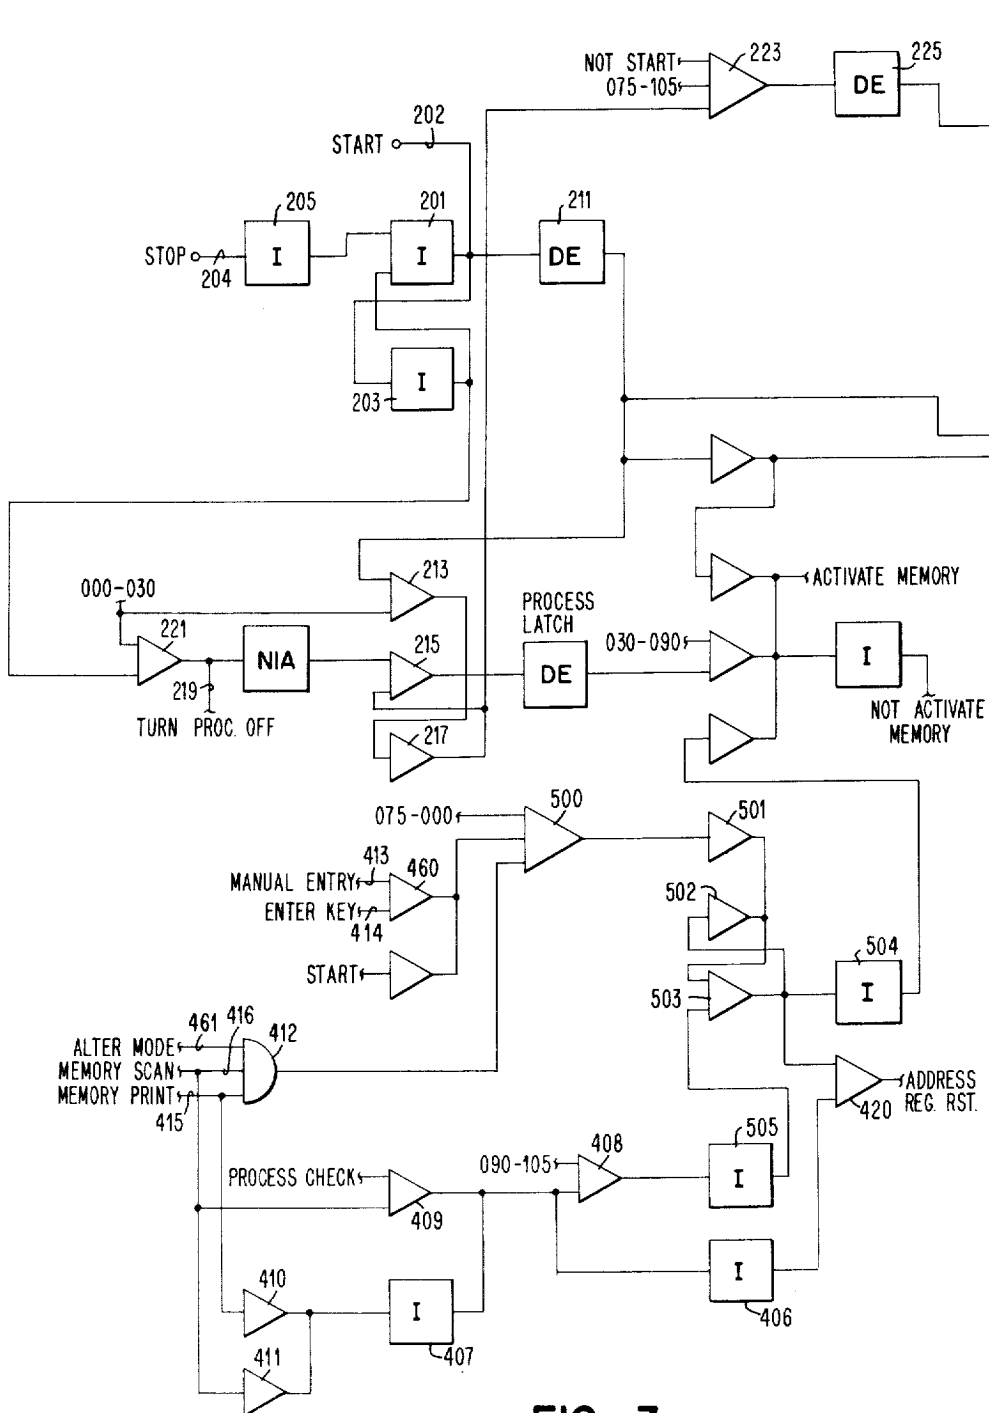 223
225
NOT START
075-105
DE
202
START
205
201
211
STOP
I
I
DE
204
I
203
000-030
213
ACTIVATE MEMORY
PROCESS
LATCH
221
215
030-090
NIA
DE
I
219
TURN PROC. OFF
217
NOT ACTIVATE
MEMORY
075-000
500
501
413
MANUAL ENTRY
460
502
ENTER KEY
414
504
START
503
I
461
416
412
ALTER MODE
MEMORY SCAN
MEMORY PRINT
415
ADDRESS
REG. RST.
420
505
408
090-105
PROCESS CHECK
I
409
410
I
406
I
411
407